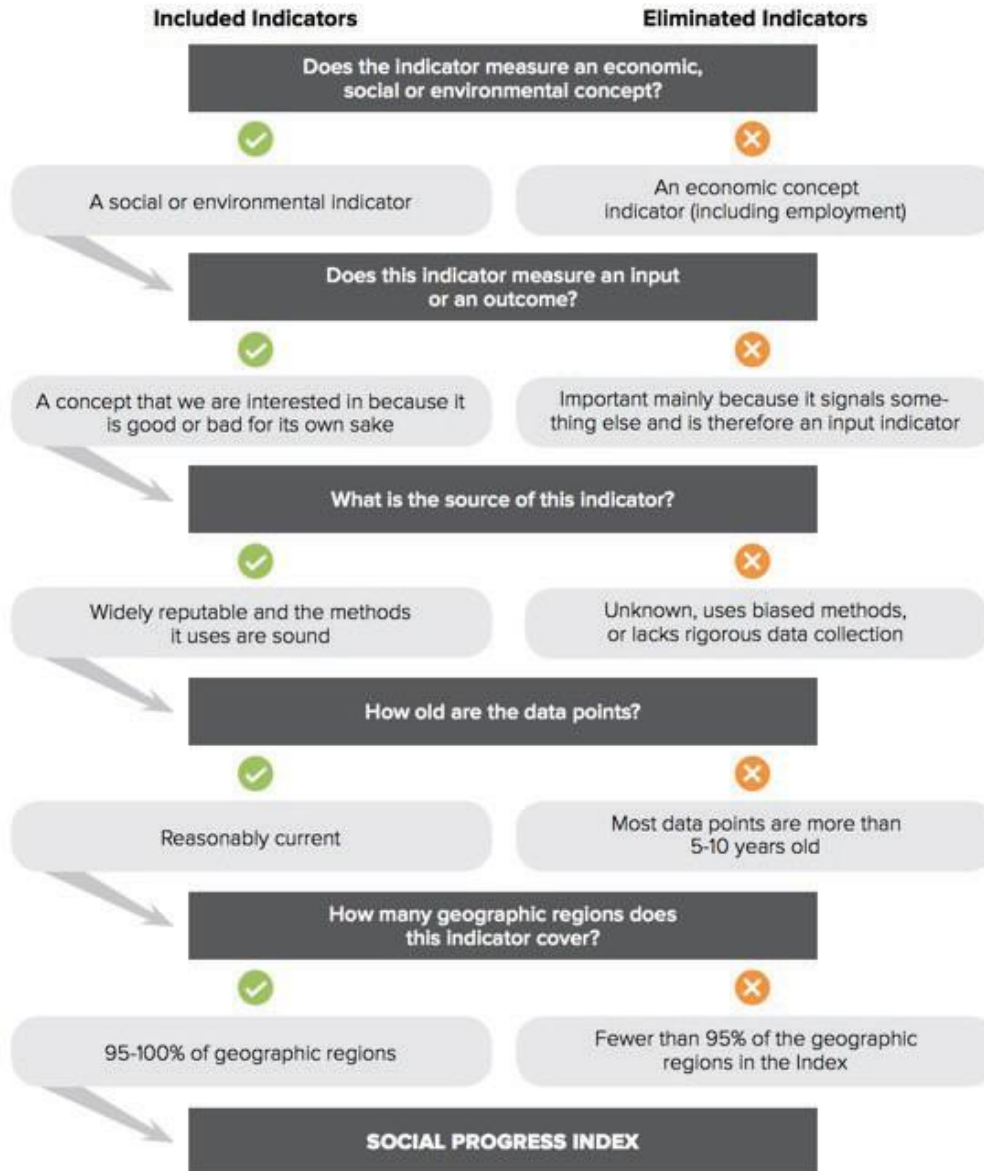 Included Indicators
Eliminated Indicators
Does the indicator measure an economic,
social or environmental concept?
A social or environmental indicator
An economic concept
indicator (including employment)
Does this indicator measure an input
or an outcome?
A concept that we are interested in because it
is good or bad for its own sake
Important mainly because it signals some-
thing else and is therefore an input indicator
What is the source of this indicator?
Widely reputable and the methods
it uses are sound
Unknown, uses biased methods,
or lacks rigorous data collection
How old are the data points?
Reasonably current
Most data points are more than
5-10 years old
How many geographic regions does
this indicator cover?
95-100% of geographic regions
Fewer than 95% of the geographic
regions in the Index
SOCIAL PROGRESS INDEX